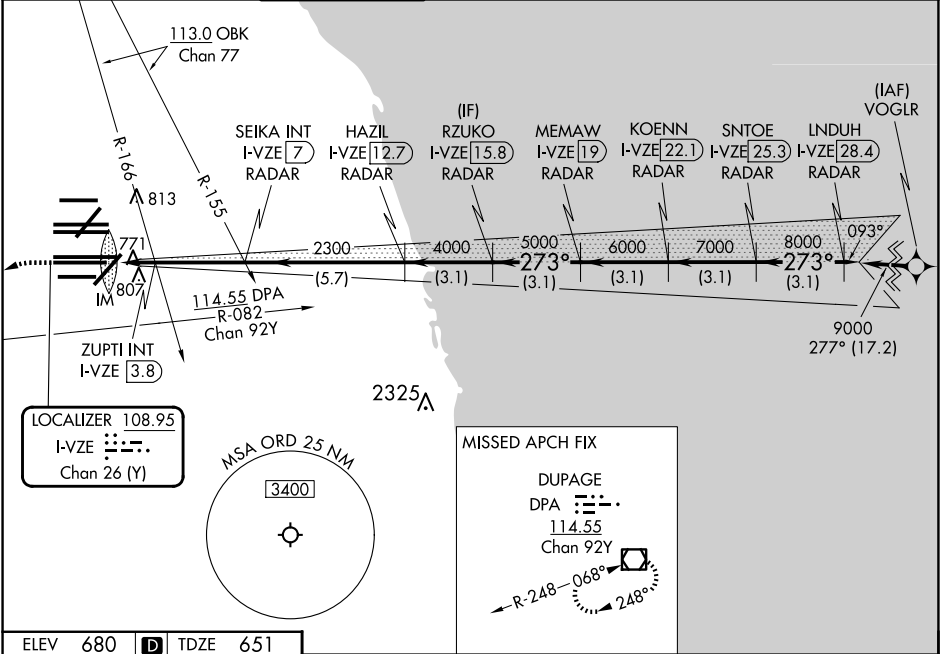 113.0 OBK
Chan 77
R-166
R-155
813
771
807
IM
SEIKA INT
I-VZE 7
RADAR
HAZIL
I-VZE 12.7
RADAR
(IF)
RZUKO
I-VZE 15.8
RADAR
MEMAW
I-VZE 19
RADAR
KOENN
I-VZE 22.1
RADAR
SNTOE
I-VZE 25.3
RADAR
LNDUH
I-VZE 28.4
RADAR
(IAF)
VOGLR
2300
(5.7)
4000
(3.1)
5000
273°
(3.1)
6000
(3.1)
7000
(3.1)
8000
273°
(3.1)
093°
9000
277° (17.2)
114.55 DPA
R-082
Chan 92Y
ZUPTI INT
I-VZE 3.8
LOCALIZER 108.95
I-VZE
Chan 26 (Y)
2325
MSA ORD 25 NM
3400
MISSED APCH FIX
DUPAGE
DPA
114.55
Chan 92Y
R-248
068°
248°
ELEV 680 D TDZE 651